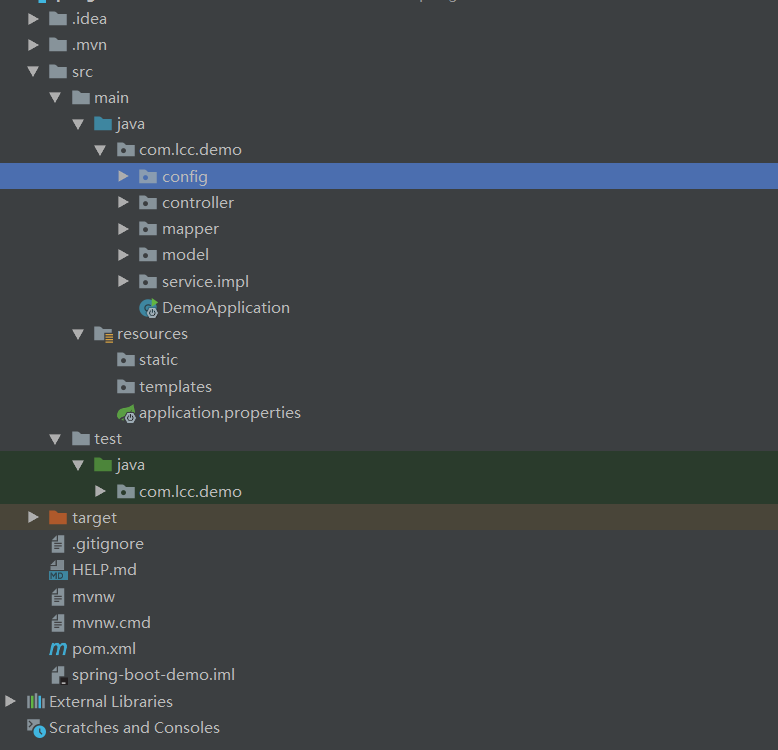 .idea
.mvn
src
main
java
com.lcc.demo
config
controller
mapper
model
service.impl
DemoApplication
resources
static
templates
application.properties
test
java
com.lcc.demo
target
.gitignore
HELP.md
mvnw
mvnw.cmd
pom.xml
spring-boot-demo.iml
External Libraries
Scratches and Consoles